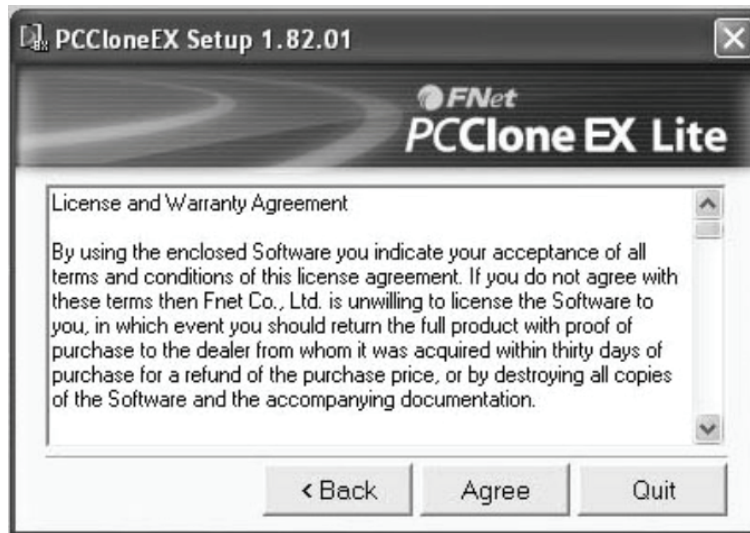 PCCloneEX Setup 1.82.01
FNet
PCClone EX Lite
License and Warranty Agreement
By using the enclosed Software you indicate your acceptance of all
terms and conditions of this license agreement. If you do not agree with
these terms then Fnet Co., Ltd. is unwilling to license the Software to
you, in which event you should return the full product with proof of
purchase to the dealer from whom it was acquired within thirty days of
purchase for a refund of the purchase price, or by destroying all copies
of the Software and the accompanying documentation.
< Back Agree Quit